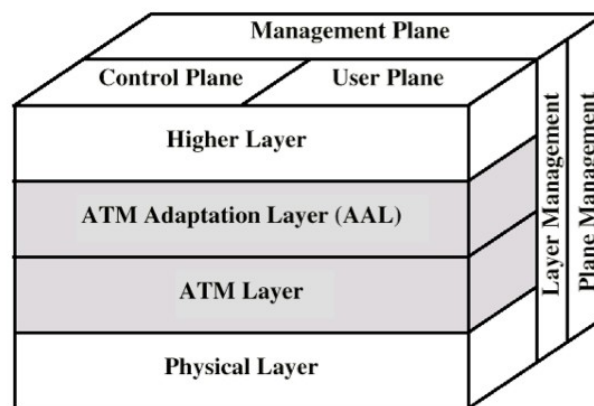 Management Plane
Control Plane
User Plane
Higher Layer
ATM Adaptation Layer (AAL)
ATM Layer
Physical Layer
Layer Management
Plane Management